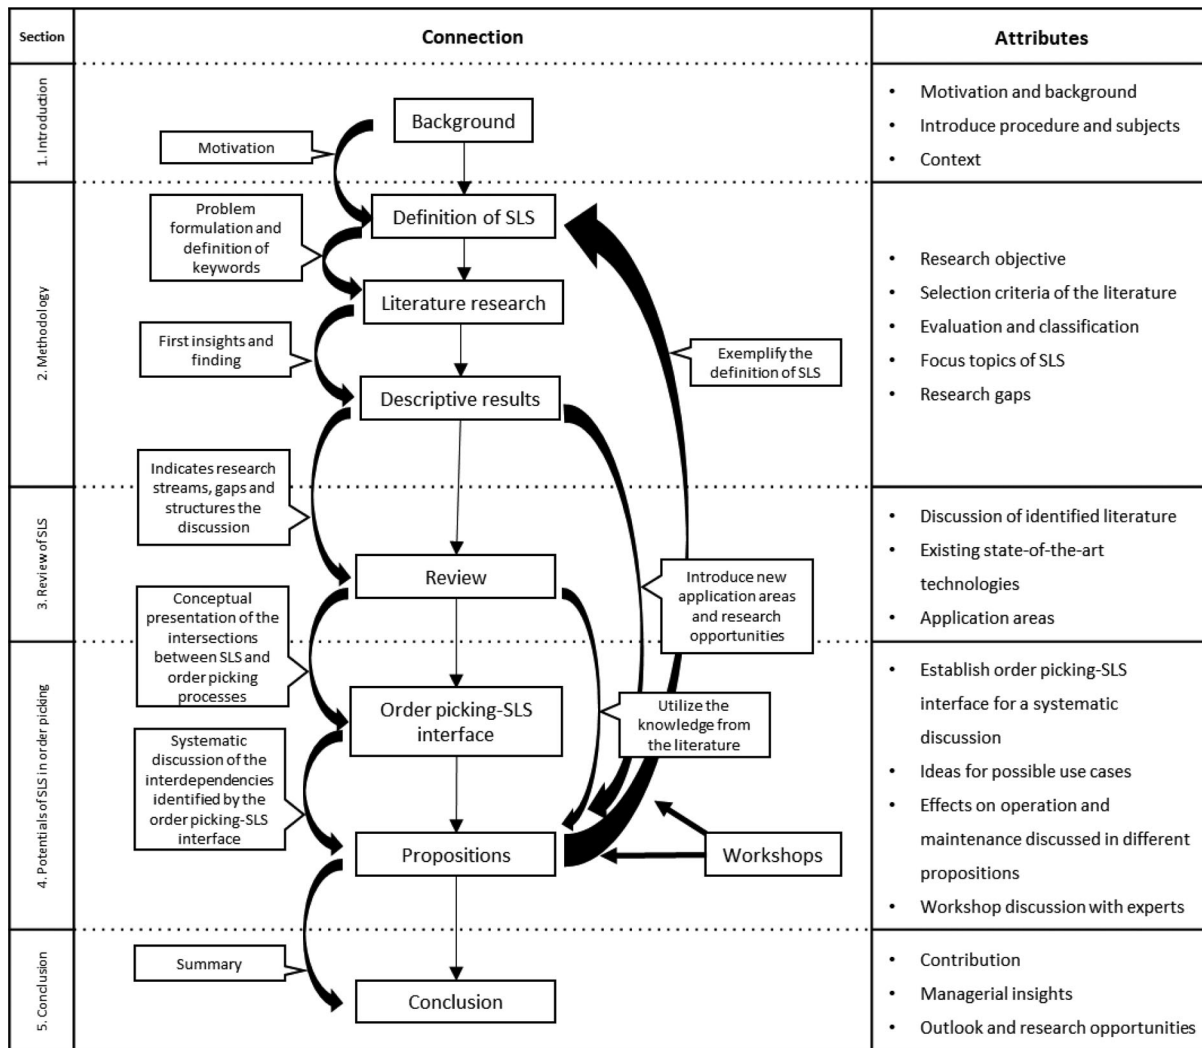 Section
Connection
Attributes
1. Introduction
Background
Motivation
• Motivation and background
• Introduce procedure and subjects
• Context
2. Methodology
Definition of SLS
Problem
formulation and
definition of
keywords
Literature research
First insights and
finding
Descriptive results
Exemplify the
definition of SLS
• Research objective
• Selection criteria of the literature
• Evaluation and classification
• Focus topics of SLS
• Research gaps
Indicates research
streams, gaps and
structures the
discussion
3. Review of SLS
Review
Introduce new
application areas
and research
opportunities
• Discussion of identified literature
• Existing state-of-the-art
technologies
• Application areas
Conceptual
presentation of the
intersections
between SLS and
order picking
processes
4. Potentials of SLS in order picking
Order picking-SLS
interface
Utilize the
knowledge from
the literature
Systematic
discussion of the
interdependencies
identified by the
order picking-SLS
interface
Propositions
Workshops
• Establish order picking-SLS
interface for a systematic
discussion
• Ideas for possible use cases
• Effects on operation and
maintenance discussed in different
propositions
• Workshop discussion with experts
5. Conclusion
Summary
Conclusion
• Contribution
• Managerial insights
• Outlook and research opportunities